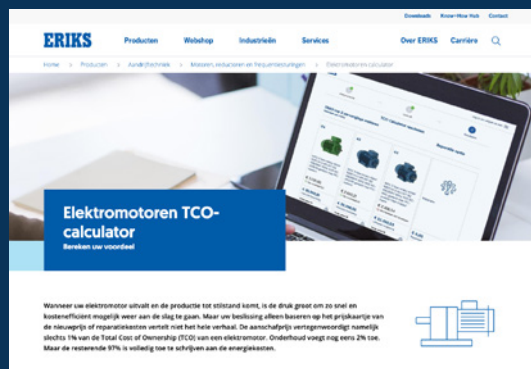 Downloads Know-How Hub Contact
ERIKS Producten Webshop Industrieën Services Over ERIKS Carrière
Home > Producten > Aandrijftechniek > Motoren, reductoren en frequentieregelingen > Elektromotoren calculator
TCO calculator
Elektromotoren TCO-
calculator
Bereken uw voordeel
Wanneer uw elektromotor uitvalt en de productie tot stilstand komt, is de druk groot om zo snel en
kostenefficiënt mogelijk weer aan de slag te gaan. Maar uw beslissing alleen baseren op het prijskaartje van
de nieuwprijs of reparatiekosten vertelt niet het hele verhaal. De aanschafprijs vertegenwoordigt namelijk
slechts 1% van de Total Cost of Ownership (TCO) van een elektromotor. Onderhoud voegt nog eens 2% toe.
Maar de resterende 97% is volledig toe te schrijven aan de energiekosten.